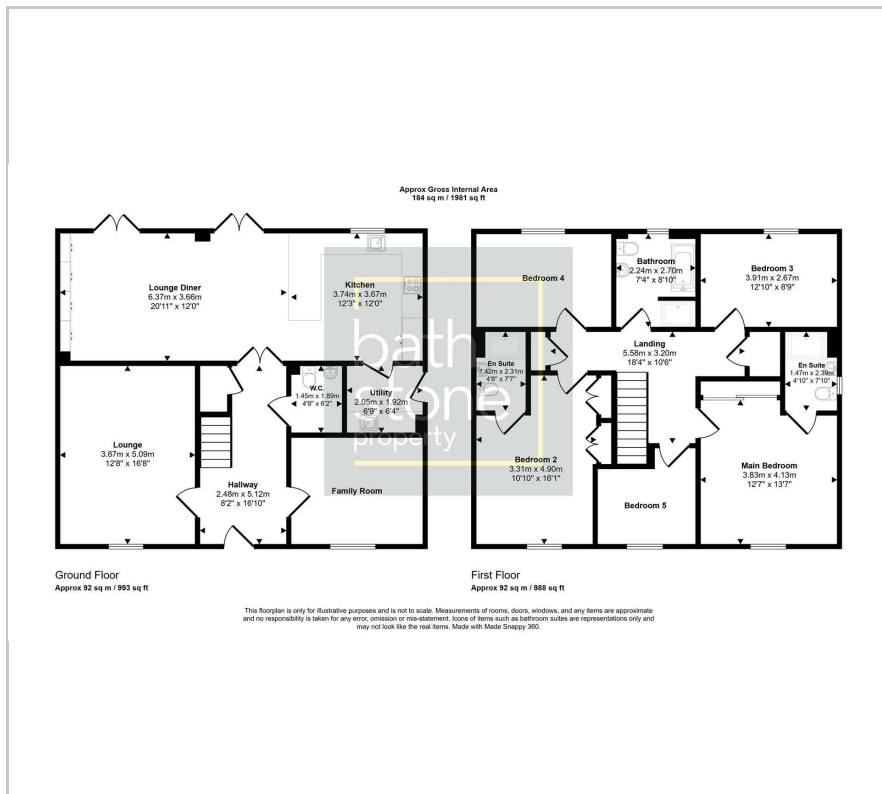 Approx Gross Internal Area
184 sq m / 1981 sq ft
Lounge Diner
6.37m x 3.66m
20'11" x 12'0"
Kitchen
3.74m x 3.67m
12'3" x 12'0"
W.C.
1.45m x 1.89m
4'9" x 6'2"
Utility
2.05m x 1.92m
6'9" x 6'4"
Lounge
3.87m x 5.09m
12'8" x 16'8"
Hallway
2.48m x 5.12m
8'2" x 16'10"
Family Room
Ground Floor
Approx 92 sq m / 993 sq ft
Bedroom 4
Bathroom
2.24m x 2.70m
7'4" x 8'10"
Bedroom 3
3.91m x 2.67m
12'10" x 8'9"
En Suite
1.42m x 2.31m
4'8" x 7'7"
Landing
5.58m x 3.20m
18'4" x 10'6"
En Suite
1.47m x 2.39m
4'10" x 7'10"
Bedroom 2
3.31m x 4.90m
10'10" x 16'1"
Bedroom 5
Main Bedroom
3.83m x 4.13m
12'7" x 13'7"
First Floor
Approx 92 sq m / 988 sq ft
bath
stone
property
This floorplan is only for illustrative purposes and is not to scale. Measurements of rooms, doors, windows, and any items are approximate
and no responsibility is taken for any error, omission or mis-statement. Icons of items such as bathroom suites are representations only and
may not look like the real items. Made with Made Snappy 360.